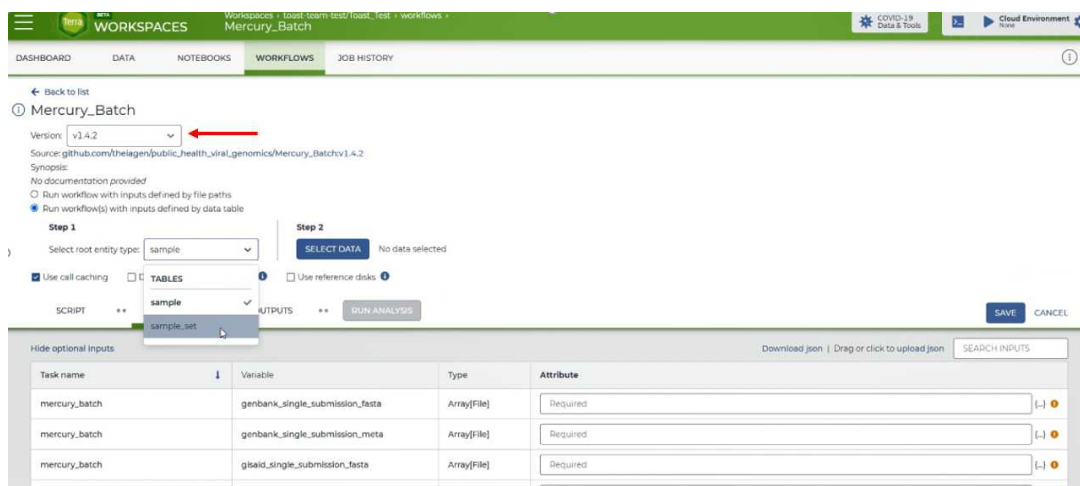 Terra
BETA
WORKSPACES
Workspaces › toast-team-test/Toast_Test › workflows ›
Mercury_Batch
COVID-19
Data & Tools
Cloud Environment
None
DASHBOARD DATA NOTEBOOKS WORKFLOWS JOB HISTORY
← Back to list
Mercury_Batch
Version: v1.4.2
Source: github.com/theiagen/public_health_viral_genomics/Mercury_Batch:v1.4.2
Synopsis:
No documentation provided
Run workflow with inputs defined by file paths
Run workflow(s) with inputs defined by data table
Step 1 Step 2
Select root entity type: sample SELECT DATA No data selected
Use call caching D Use reference disks
TABLES
sample
sample_set
SCRIPT UTPUTS RUN ANALYSIS SAVE CANCEL
Hide optional inputs Download json | Drag or click to upload json SEARCH INPUTS
Task name ↓ Variable Type Attribute
mercury_batch genbank_single_submission_fasta Array[File] Required {...}
mercury_batch genbank_single_submission_meta Array[File] Required {...}
mercury_batch gisaid_single_submission_fasta Array[File] Required {...}